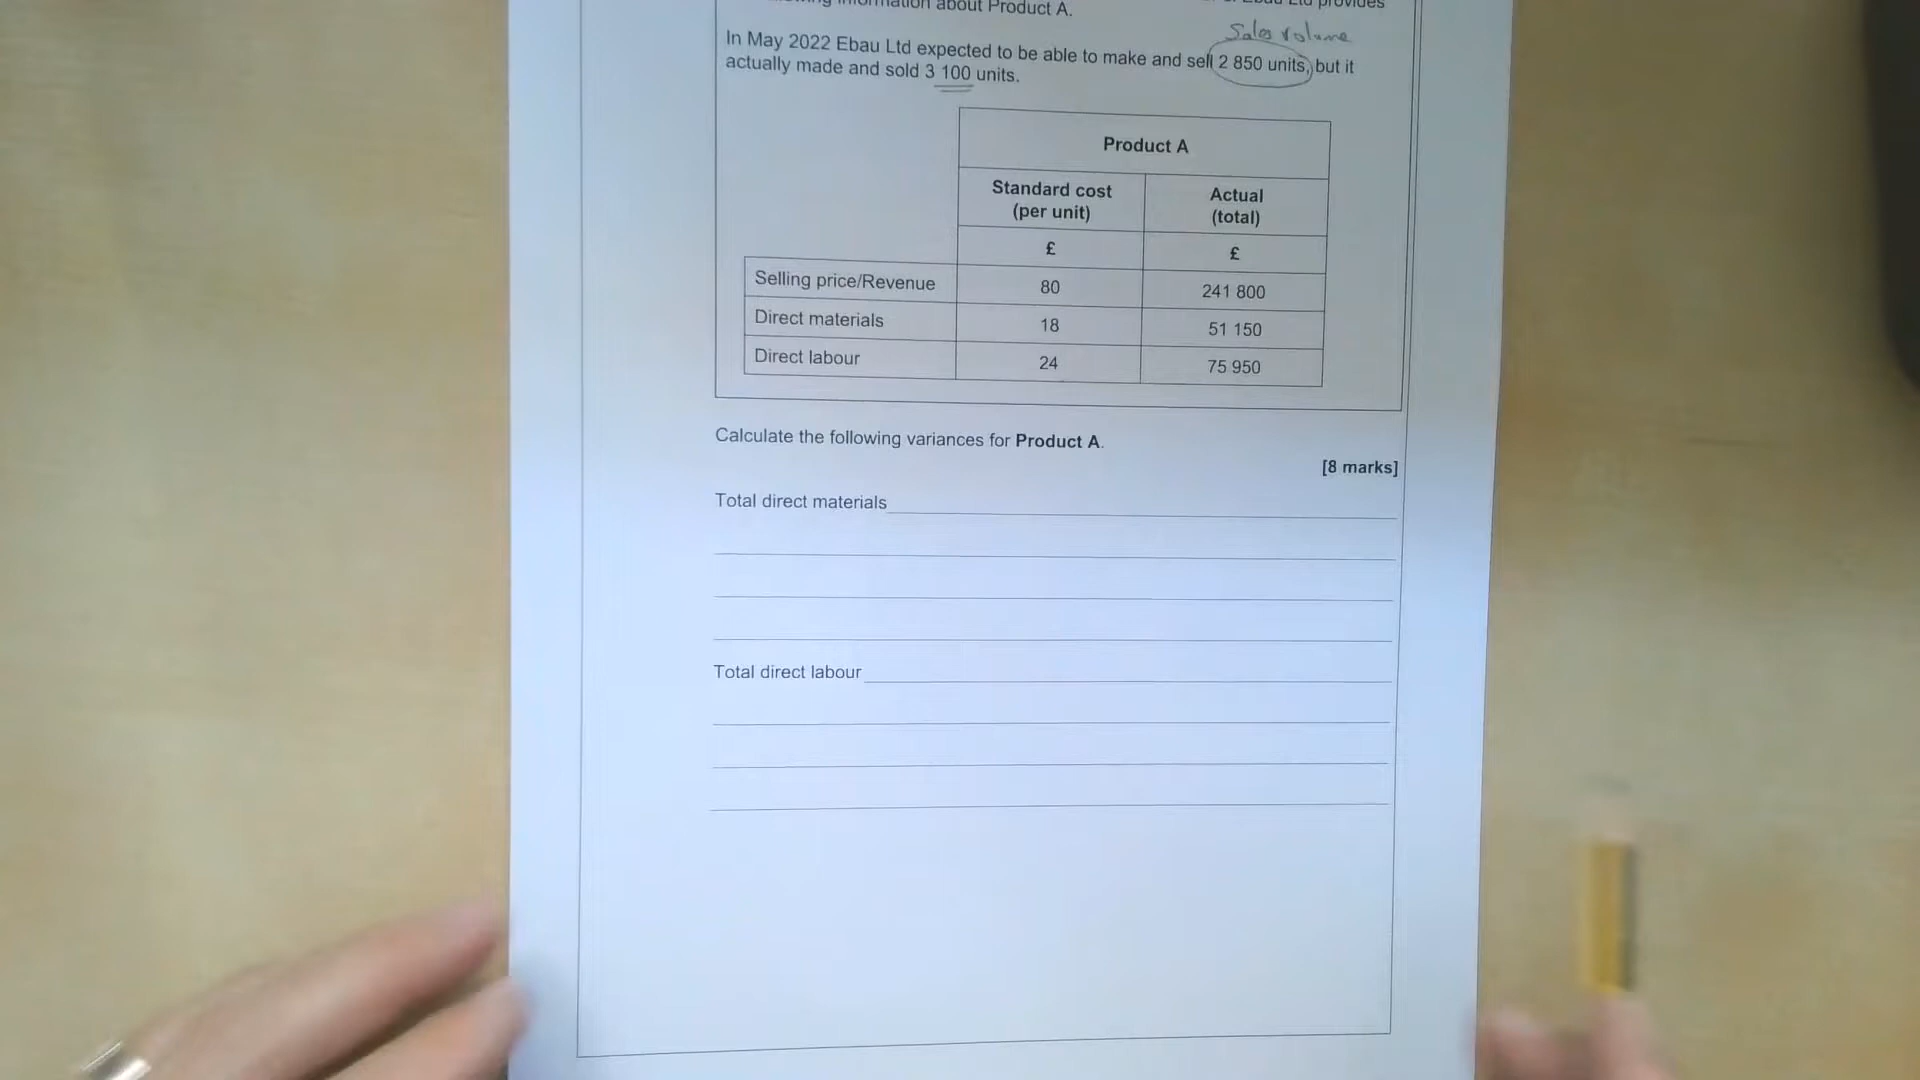 about Product A.
provides
Sales volume
In May 2022 Ebau Ltd expected to be able to make and sell 2 850 units, but it
actually made and sold 3 100 units.
Product A
Standard cost
(per unit)
Actual
(total)
£
£
Selling price/Revenue
80
241 800
Direct materials
18
51 150
Direct labour
24
75 950
Calculate the following variances for Product A.
[8 marks]
Total direct materials
Total direct labour